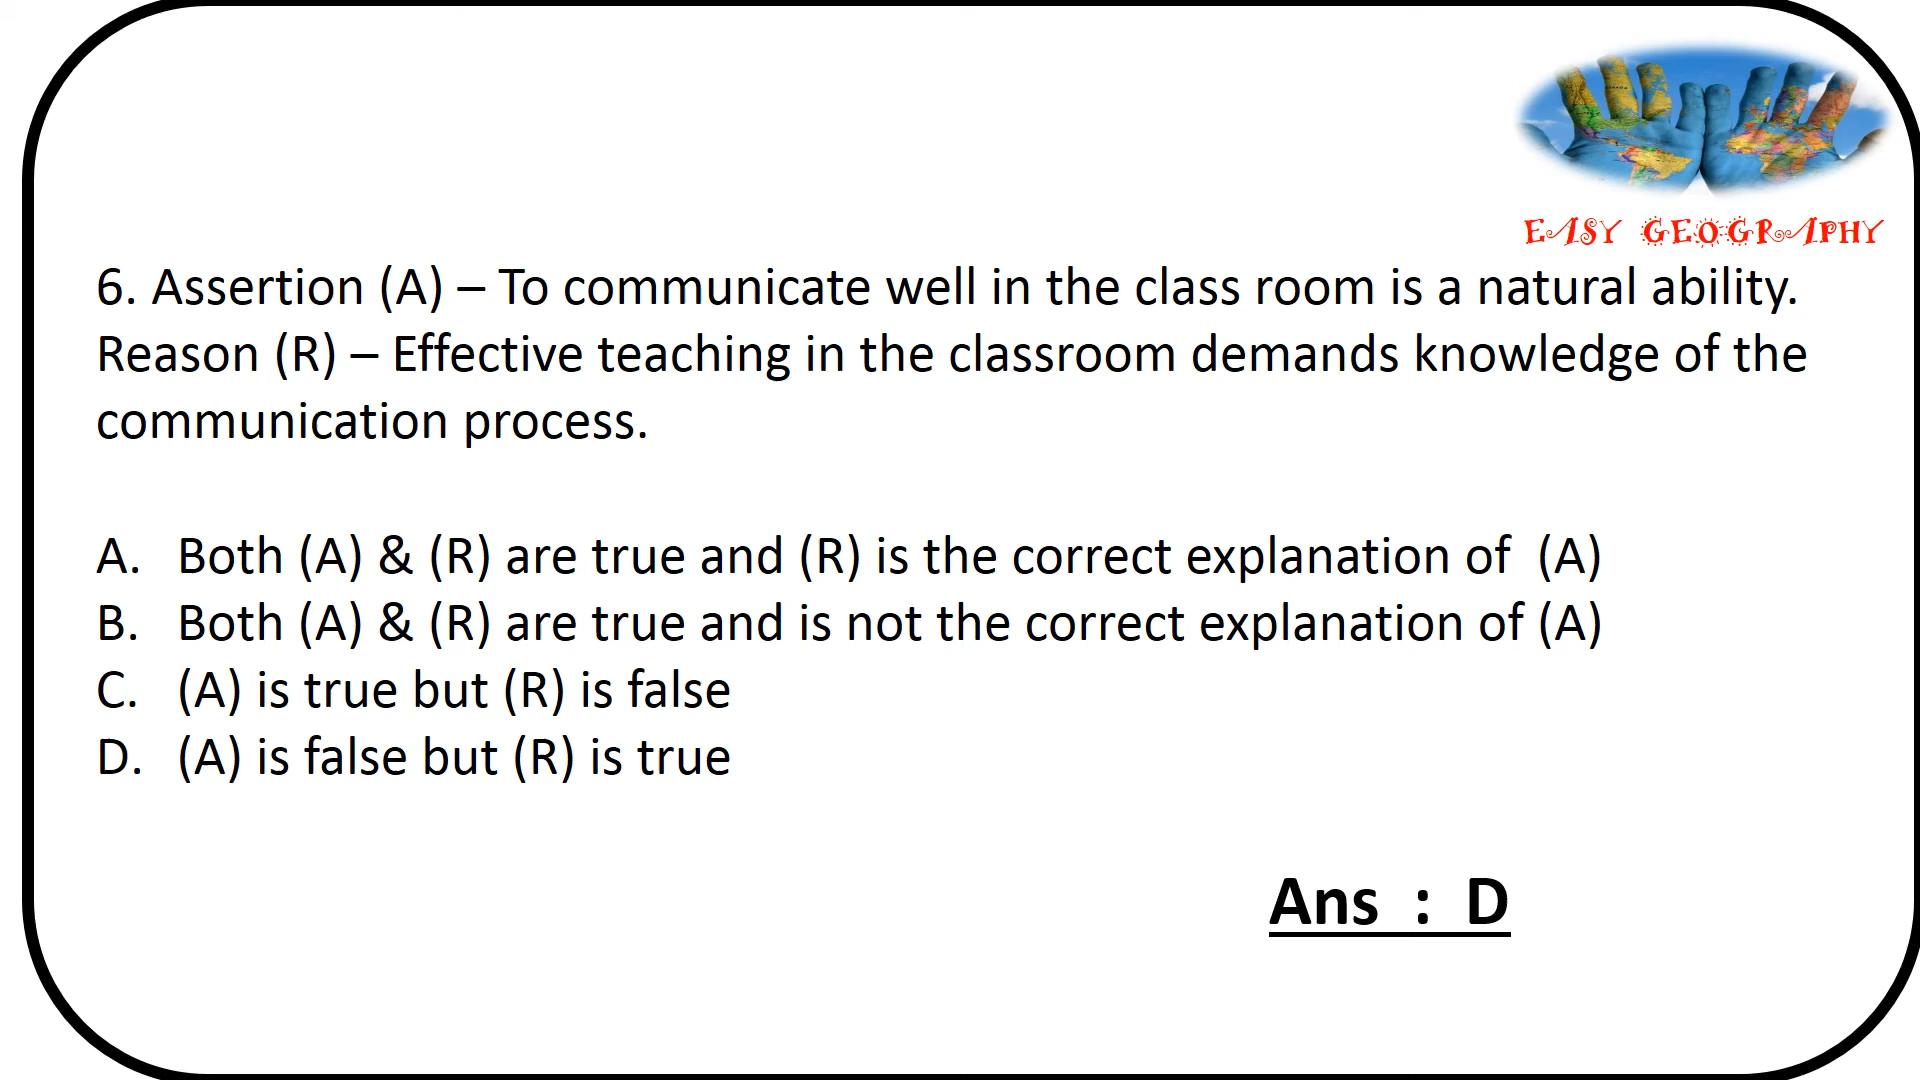 EASY GEOGRAPHY
6. Assertion (A) – To communicate well in the class room is a natural ability.
Reason (R) – Effective teaching in the classroom demands knowledge of the
communication process.
A. Both (A) & (R) are true and (R) is the correct explanation of (A)
B. Both (A) & (R) are true and is not the correct explanation of (A)
C. (A) is true but (R) is false
D. (A) is false but (R) is true
Ans : D